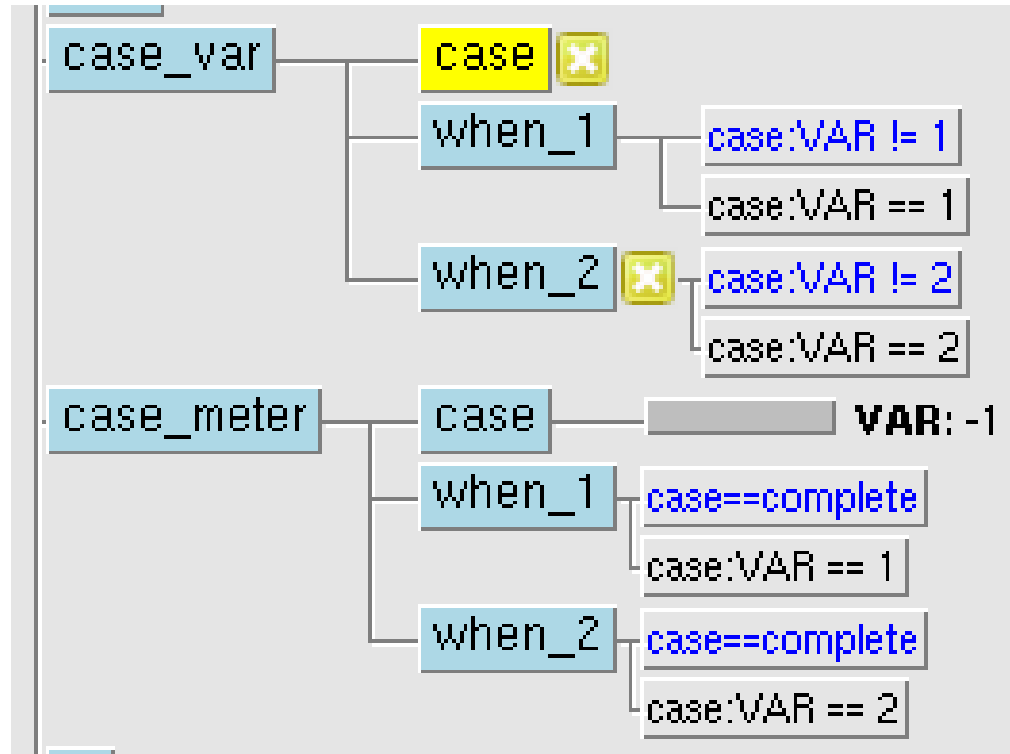 case_var
case
when_1
case:VAR != 1
case:VAR == 1
when_2
case:VAR != 2
case:VAR == 2
case_meter
case
VAR: -1
when_1
case==complete
case:VAR == 1
when_2
case==complete
case:VAR == 2